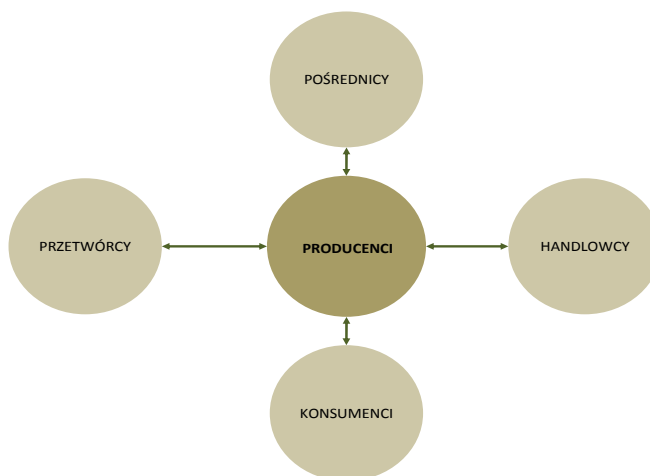 POŚREDNICY
PRZETWÓRCY
PRODUCENCI
HANDLOWCY
KONSUMENCI